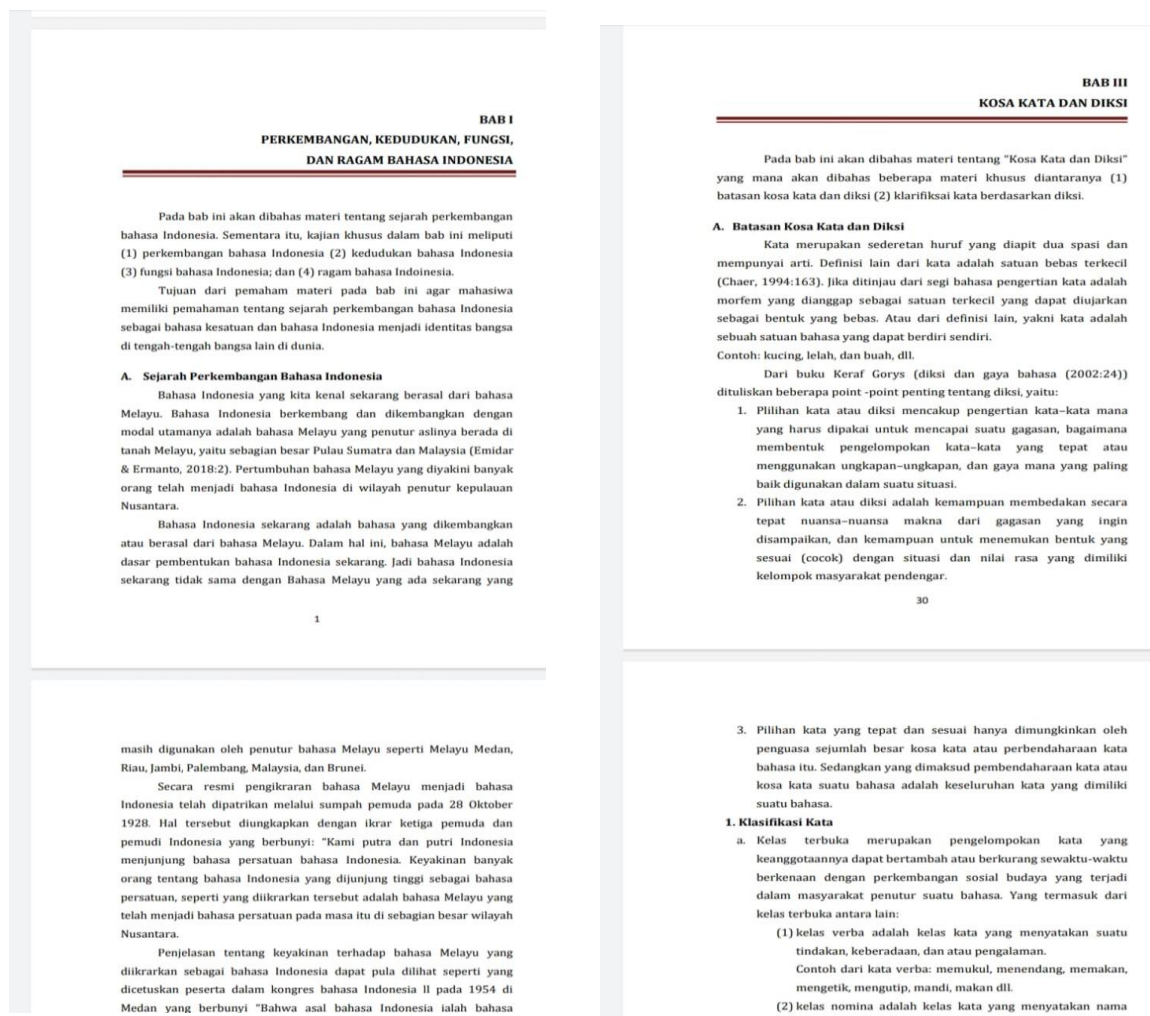 BAB I
PERKEMBANGAN, KEDUDUKAN, FUNGSI,
DAN RAGAM BAHASA INDONESIA
Pada bab ini akan dibahas materi tentang sejarah perkembangan
bahasa Indonesia. Sementara itu, kajian khusus dalam bab ini meliputi
(1) perkembangan bahasa Indonesia (2) kedudukan bahasa Indonesia
(3) fungsi bahasa Indonesia; dan (4) ragam bahasa Indoinesia.
Tujuan dari pemaham materi pada bab ini agar mahasiwa
memiliki pemahaman tentang sejarah perkembangan bahasa Indonesia
sebagai bahasa kesatuan dan bahasa Indonesia menjadi identitas bangsa
di tengah-tengah bangsa lain di dunia.
A. Sejarah Perkembangan Bahasa Indonesia
Bahasa Indonesia yang kita kenal sekarang berasal dari bahasa
Melayu. Bahasa Indonesia berkembang dan dikembangkan dengan
modal utamanya adalah bahasa Melayu yang penutur aslinya berada di
tanah Melayu, yaitu sebagian besar Pulau Sumatra dan Malaysia (Emidar
& Ermanto, 2018:2). Pertumbuhan bahasa Melayu yang diyakini banyak
orang telah menjadi bahasa Indonesia di wilayah penutur kepulauan
Nusantara.
Bahasa Indonesia sekarang adalah bahasa yang dikembangkan
atau berasal dari bahasa Melayu. Dalam hal ini, bahasa Melayu adalah
dasar pembentukan bahasa Indonesia sekarang. Jadi bahasa Indonesia
sekarang tidak sama dengan Bahasa Melayu yang ada sekarang yang
1
masih digunakan oleh penutur bahasa Melayu seperti Melayu Medan,
Riau, Jambi, Palembang, Malaysia, dan Brunei.
Secara resmi pengikraran bahasa Melayu menjadi bahasa
Indonesia telah dipatrikan melalui sumpah pemuda pada 28 Oktober
1928. Hal tersebut diungkapkan dengan ikrar ketiga pemuda dan
pemudi Indonesia yang berbunyi: "Kami putra dan putri Indonesia
menjunjung bahasa persatuan bahasa Indonesia. Keyakinan banyak
orang tentang bahasa Indonesia yang dijunjung tinggi sebagai bahasa
persatuan, seperti yang diikrarkan tersebut adalah bahasa Melayu yang
telah menjadi bahasa persatuan pada masa itu di sebagian besar wilayah
Nusantara.
Penjelasan tentang keyakinan terhadap bahasa Melayu yang
diikrarkan sebagai bahasa Indonesia dapat pula dilihat seperti yang
dicetuskan peserta dalam kongres bahasa Indonesia II pada 1954 di
Medan yang berbunyi "Bahwa asal bahasa Indonesia ialah bahasa
BAB III
KOSA KATA DAN DIKSI
Pada bab ini akan dibahas materi tentang "Kosa Kata dan Diksi"
yang mana akan dibahas beberapa materi khusus diantaranya (1)
batasan kosa kata dan diksi (2) klarifiksai kata berdasarkan diksi.
A. Batasan Kosa Kata dan Diksi
Kata merupakan sederetan huruf yang diapit dua spasi dan
mempunyai arti. Definisi lain dari kata adalah satuan bebas terkecil
(Chaer, 1994:163). Jika ditinjau dari segi bahasa pengertian kata adalah
morfem yang dianggap sebagai satuan terkecil yang dapat diujarkan
sebagai bentuk yang bebas. Atau dari definisi lain, yakni kata adalah
sebuah satuan bahasa yang dapat berdiri sendiri.
Contoh: kucing, lelah, dan buah, dll.
Dari buku Keraf Gorys (diksi dan gaya bahasa (2002:24))
dituliskan beberapa point -point penting tentang diksi, yaitu:
1. Plilihan kata atau diksi mencakup pengertian kata–kata mana
yang harus dipakai untuk mencapai suatu gagasan, bagaimana
membentuk pengelompokan kata–kata yang tepat atau
menggunakan ungkapan–ungkapan, dan gaya mana yang paling
baik digunakan dalam suatu situasi.
2. Pilihan kata atau diksi adalah kemampuan membedakan secara
tepat nuansa–nuansa makna dari gagasan yang ingin
disampaikan, dan kemampuan untuk menemukan bentuk yang
sesuai (cocok) dengan situasi dan nilai rasa yang dimiliki
kelompok masyarakat pendengar.
30
3. Pilihan kata yang tepat dan sesuai hanya dimungkinkan oleh
penguasa sejumlah besar kosa kata atau perbendaharaan kata
bahasa itu. Sedangkan yang dimaksud pembendaharaan kata atau
kosa kata suatu bahasa adalah keseluruhan kata yang dimiliki
suatu bahasa.
1. Klasifikasi Kata
a. Kelas terbuka merupakan pengelompokan kata yang
keanggotaannya dapat bertambah atau berkurang sewaktu-waktu
berkenaan dengan perkembangan sosial budaya yang terjadi
dalam masyarakat penutur suatu bahasa. Yang termasuk dari
kelas terbuka antara lain:
(1) kelas verba adalah kelas kata yang menyatakan suatu
tindakan, keberadaan, dan atau pengalaman.
Contoh dari kata verba: memukul, menendang, memakan,
mengetik, mengutip, mandi, makan dll.
(2) kelas nomina adalah kelas kata yang menyatakan nama